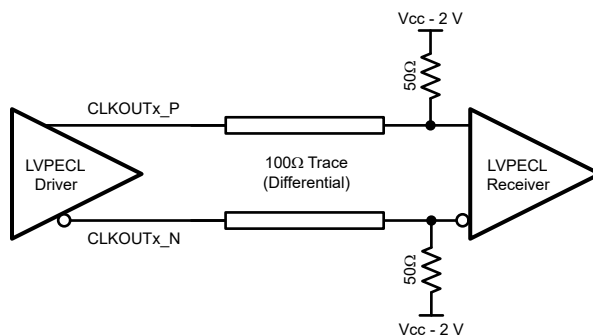 Vcc - 2 V
50Ω
CLKOUTx_P
LVPECL
Driver
100Ω Trace
(Differential)
LVPECL
Receiver
CLKOUTx_N
50Ω
Vcc - 2 V